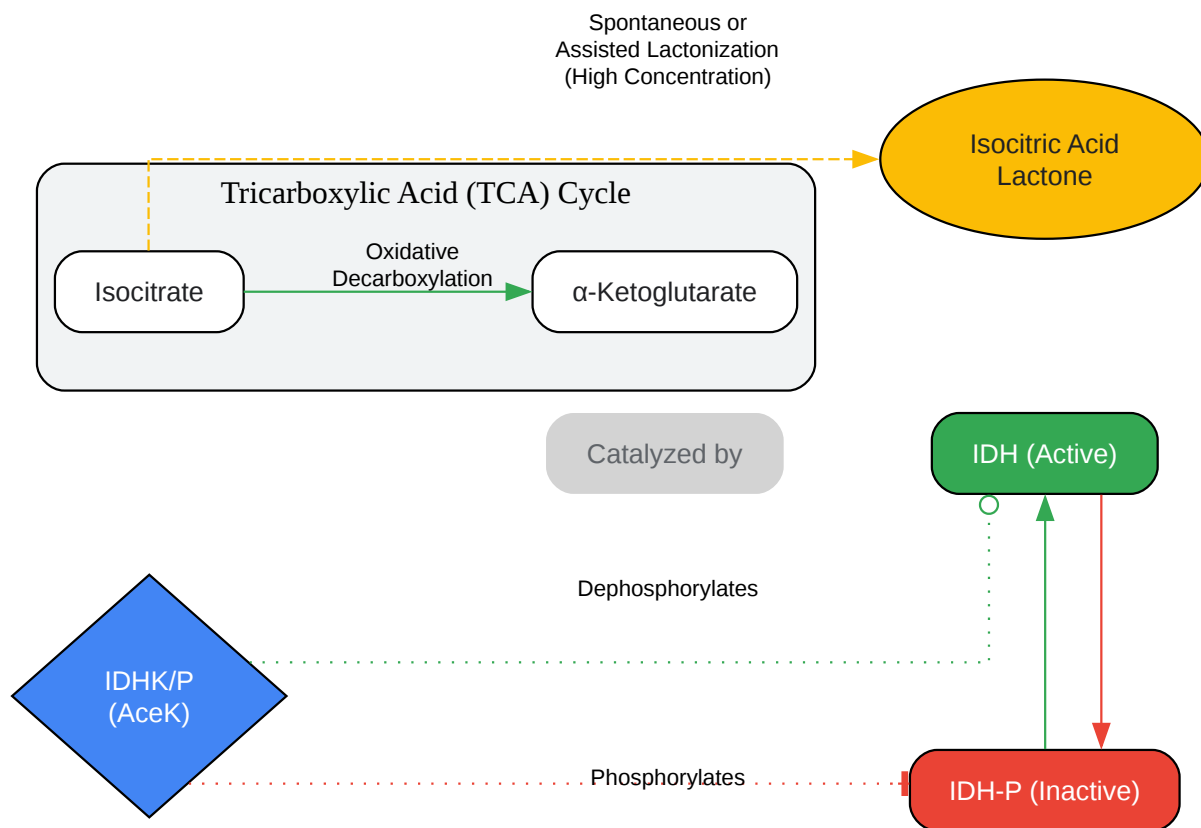 Spontaneous or
Assisted Lactonization
(High Concentration)
Isocitric Acid
Lactone
Tricarboxylic Acid (TCA) Cycle
Oxidative
Decarboxylation
Isocitrate
α-Ketoglutarate
Catalyzed by
IDH (Active)
Dephosphorylates
IDHK/P
(AceK)
Phosphorylates
IDH-P (Inactive)